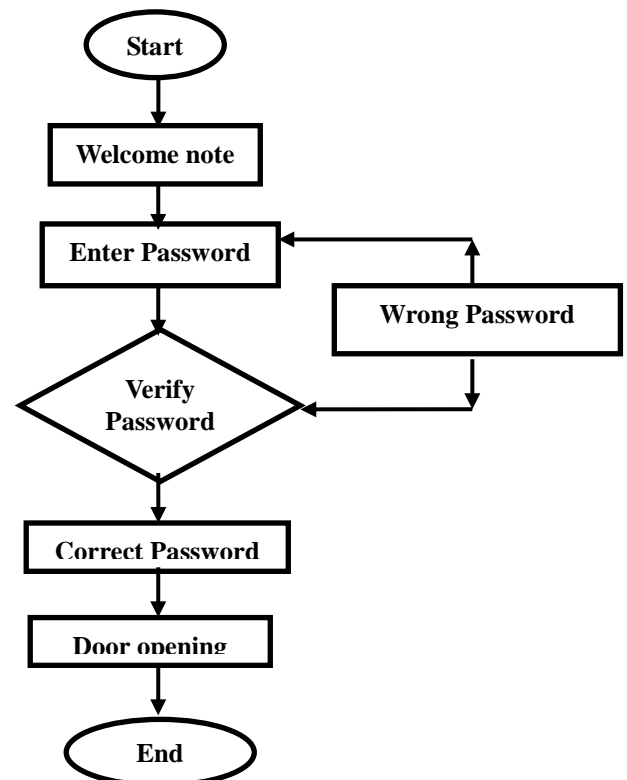 Start
Welcome note
Enter Password
Wrong Password
Verify
Password
Correct Password
Door opening
End